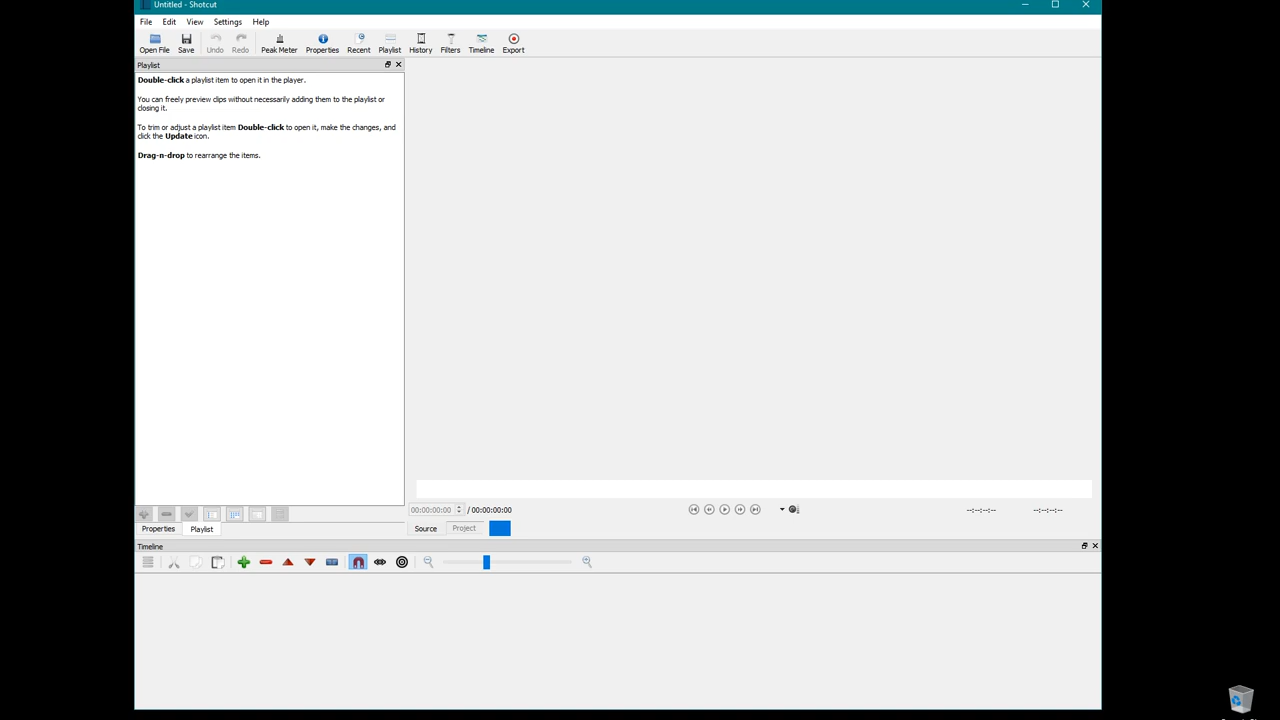 Untitled - Shotcut
File Edit View Settings Help
Open File Save Undo Redo Peak Meter Properties Recent Playlist History Filters Timeline Export
Playlist
Double-click a playlist item to open it in the player.
You can freely preview clips without necessarily adding them to the playlist or
closing it.
To trim or adjust a playlist item Double-click to open it, make the changes, and
click the Update icon.
Drag-n-drop to rearrange the items.
00:00:00:00 / 00:00:00:00 --:--:--:-- --:--:--:--
Properties Playlist Source Project
Timeline